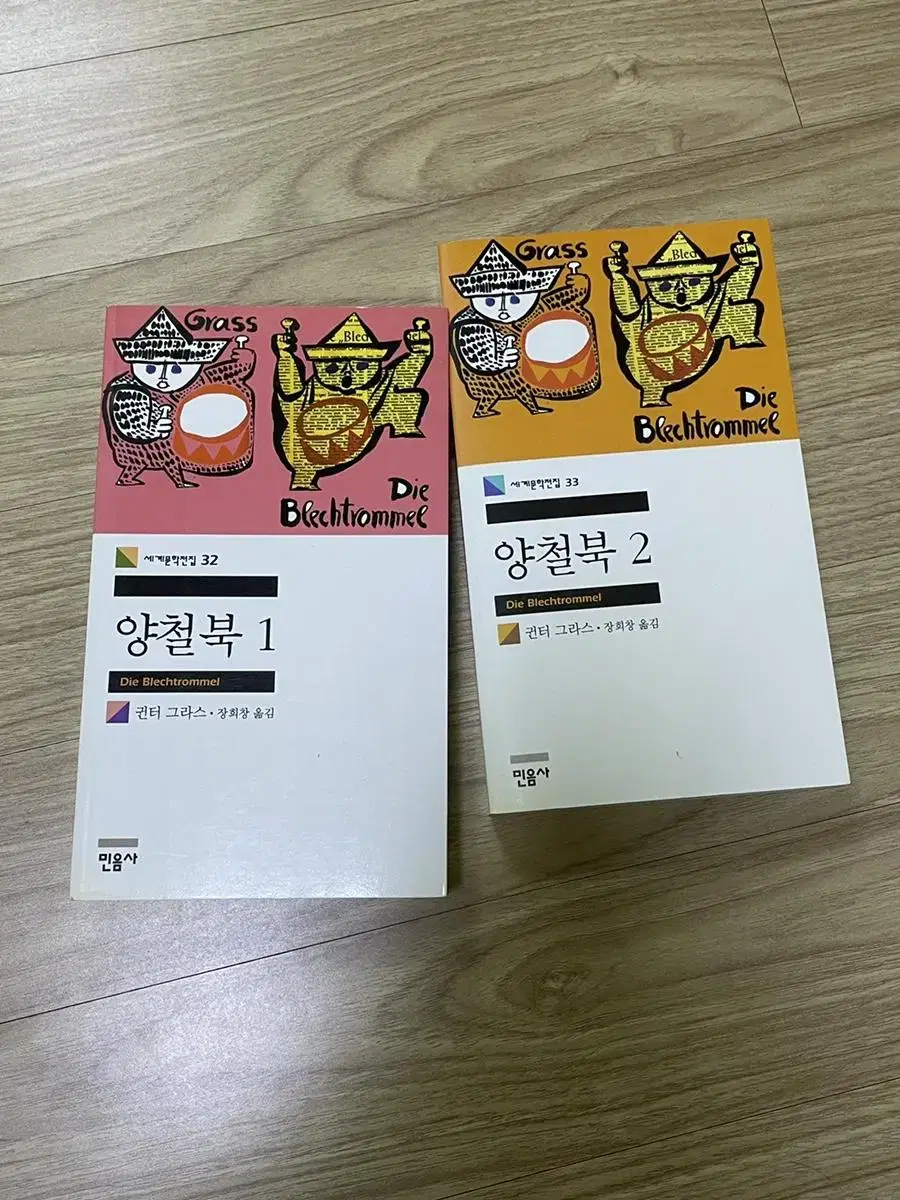 Grass
Bled
Die
Blechtrommel
세계문학전집 32
양철북 1
Die Blechtrommel
귄터 그라스 · 장희창 옮김
민음사
Grass
Bled
Die
Blechtrommel
세계문학전집 33
양철북 2
Die Blechtrommel
귄터 그라스 · 장희창 옮김
민음사